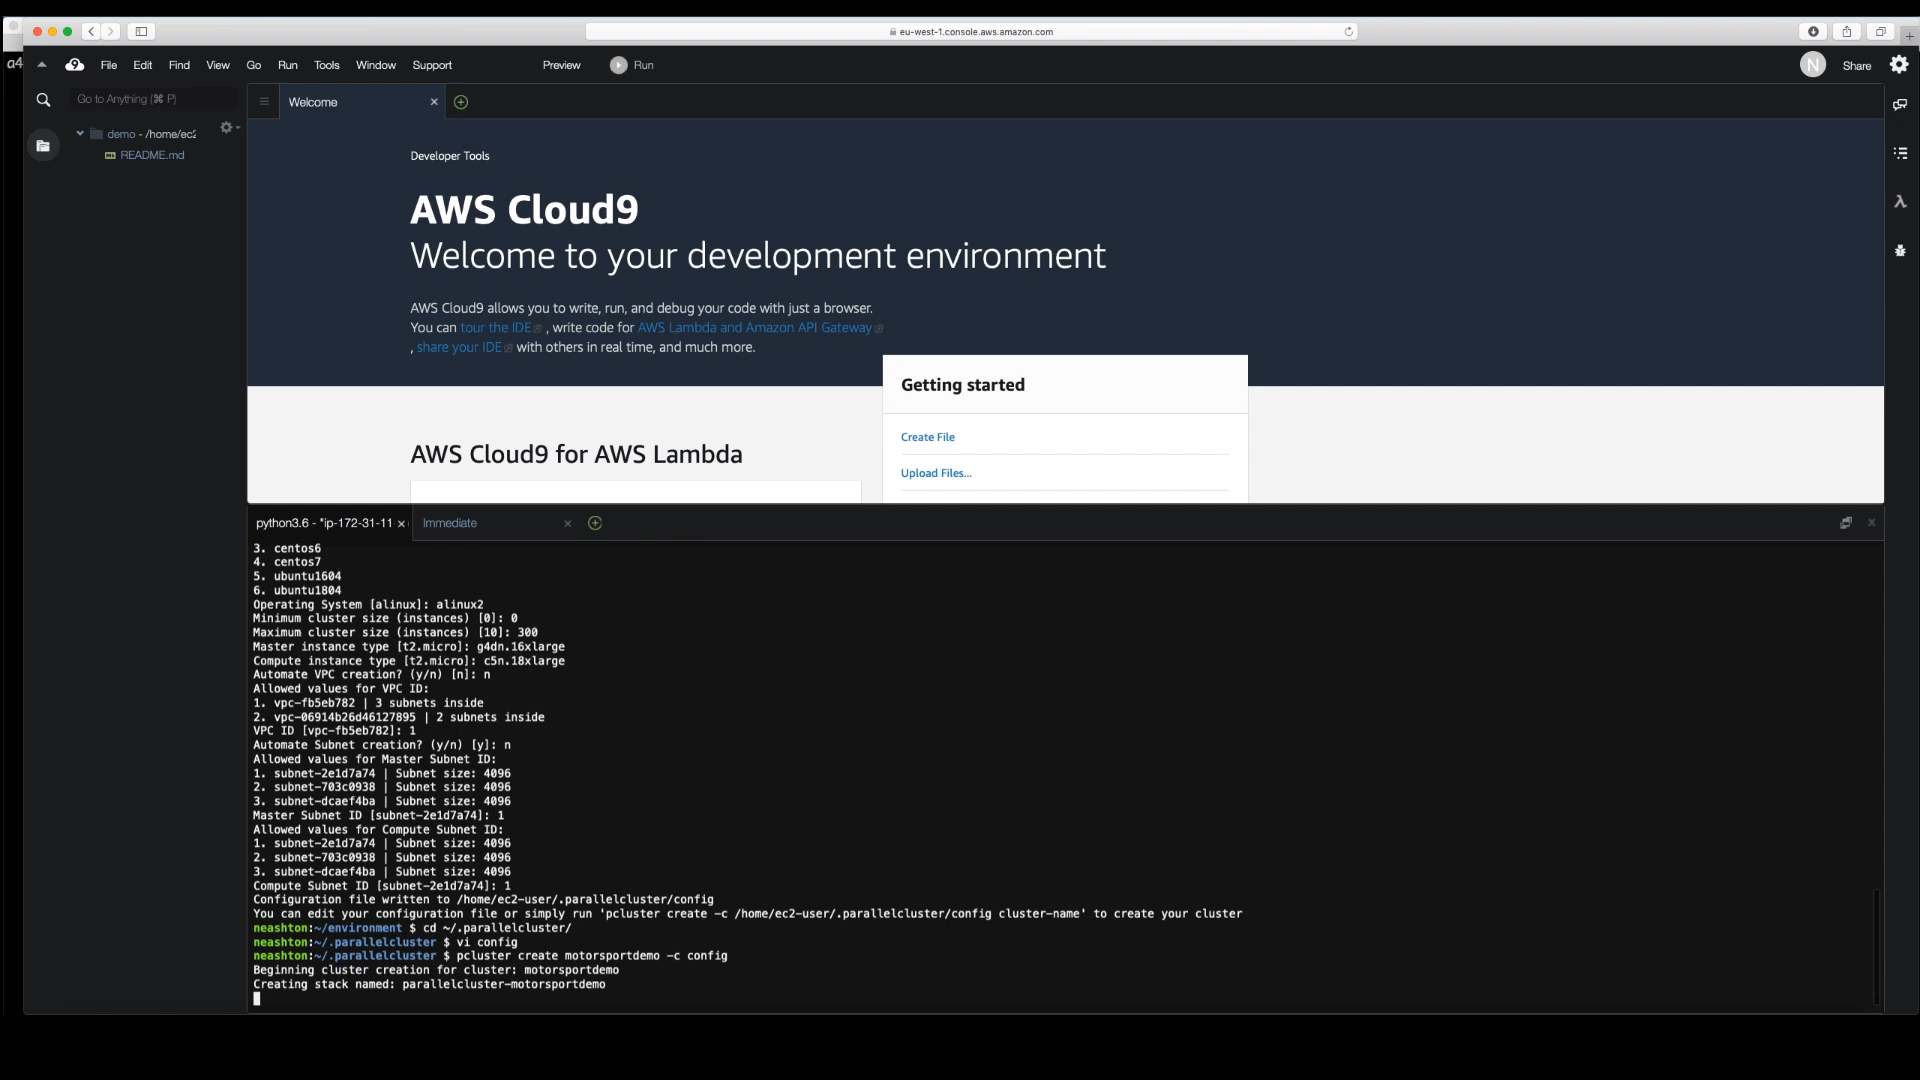 eu-west-1.console.aws.amazon.com
a4
9 File Edit Find View Go Run Tools Window Support Preview Run N Share
Go to Anything (⌘ P)
Welcome
demo - /home/ec2
README.md
Developer Tools
AWS Cloud9
Welcome to your development environment
AWS Cloud9 allows you to write, run, and debug your code with just a browser.
You can tour the IDE , write code for AWS Lambda and Amazon API Gateway
, share your IDE with others in real time, and much more.
Getting started
Create File
Upload Files...
AWS Cloud9 for AWS Lambda
python3.6 - "ip-172-31-11 Immediate
3. centos6
4. centos7
5. ubuntu1604
6. ubuntu1804
Operating System [alinux]: alinux2
Minimum cluster size (instances) [0]: 0
Maximum cluster size (instances) [10]: 300
Master instance type [t2.micro]: g4dn.16xlarge
Compute instance type [t2.micro]: c5n.18xlarge
Automate VPC creation? (y/n) [n]: n
Allowed values for VPC ID:
1. vpc-fb5eb782 | 3 subnets inside
2. vpc-06914b26d46127895 | 2 subnets inside
VPC ID [vpc-fb5eb782]: 1
Automate Subnet creation? (y/n) [y]: n
Allowed values for Master Subnet ID:
1. subnet-2e1d7a74 | Subnet size: 4096
2. subnet-703c0938 | Subnet size: 4096
3. subnet-dcaef4ba | Subnet size: 4096
Master Subnet ID [subnet-2e1d7a74]: 1
Allowed values for Compute Subnet ID:
1. subnet-2e1d7a74 | Subnet size: 4096
2. subnet-703c0938 | Subnet size: 4096
3. subnet-dcaef4ba | Subnet size: 4096
Compute Subnet ID [subnet-2e1d7a74]: 1
Configuration file written to /home/ec2-user/.parallelcluster/config
You can edit your configuration file or simply run 'pcluster create -c /home/ec2-user/.parallelcluster/config cluster-name' to create your cluster
neashton:~/environment $ cd ~/.parallelcluster/
neashton:~/.parallelcluster $ vi config
neashton:~/.parallelcluster $ pcluster create motorsportdemo -c config
Beginning cluster creation for cluster: motorsportdemo
Creating stack named: parallelcluster-motorsportdemo